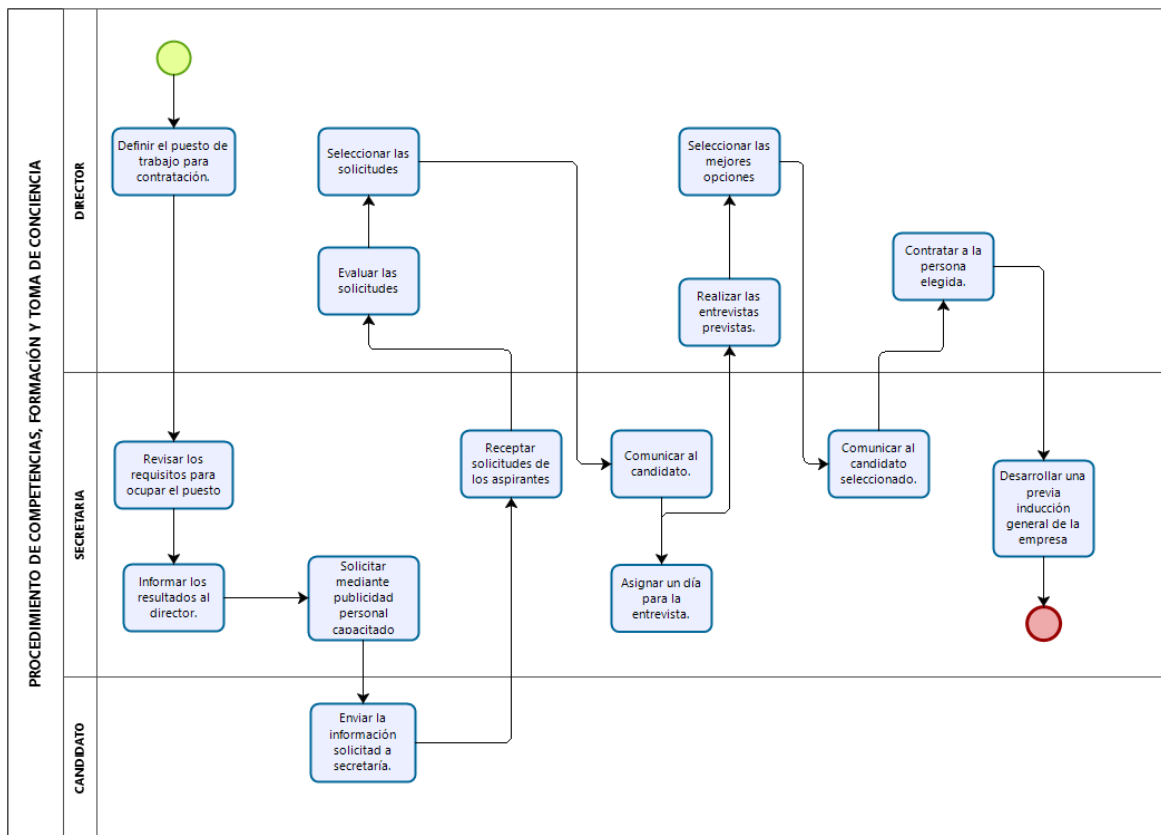 PROCEDIMIENTO DE COMPETENCIAS, FORMACIÓN Y TOMA DE CONCIENCIA
DIRECTOR
Definir el puesto de
trabajo para
contratación.
Seleccionar las
solicitudes
Evaluar las
solicitudes
Seleccionar las
mejores
opciones
Realizar las
entrevistas
previstas.
Contratar a la
persona
elegida.
SECRETARIA
Revisar los
requisitos para
ocupar el puesto
Informar los
resultados al
director.
Solicitar
mediante
publicidad
personal
capacitado
Receptar
solicitudes de
los aspirantes
Comunicar al
candidato.
Asignar un día
para la
entrevista.
Comunicar al
candidato
seleccionado.
Desarrollar una
previa
inducción
general de la
empresa
CANDIDATO
Enviar la
información
solicitad a
secretaría.